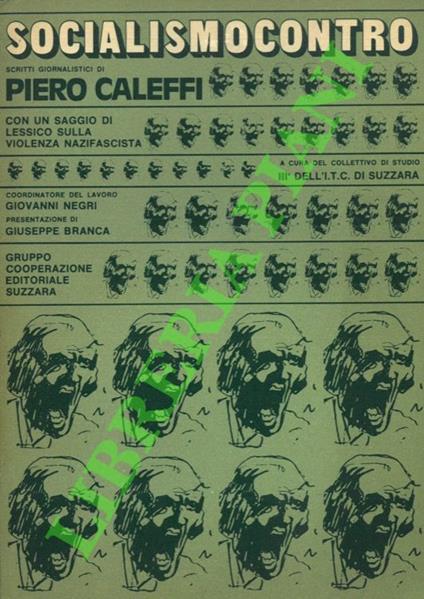 SOCIALISMOCONTRO
SCRITTI GIORNALISTICI DI
PIERO CALEFFI
CON UN SAGGIO DI
LESSICO SULLA
VIOLENZA NAZIFASCISTA
A CURA DEL COLLETTIVO DI STUDIO
IIIª DELL'I.T.C. DI SUZZARA
COORDINATORE DEL LAVORO
GIOVANNI NEGRI
PRESENTAZIONE DI
GIUSEPPE BRANCA
GRUPPO
COOPERAZIONE
EDITORIALE
SUZZARA
LIBRERIA PIANI